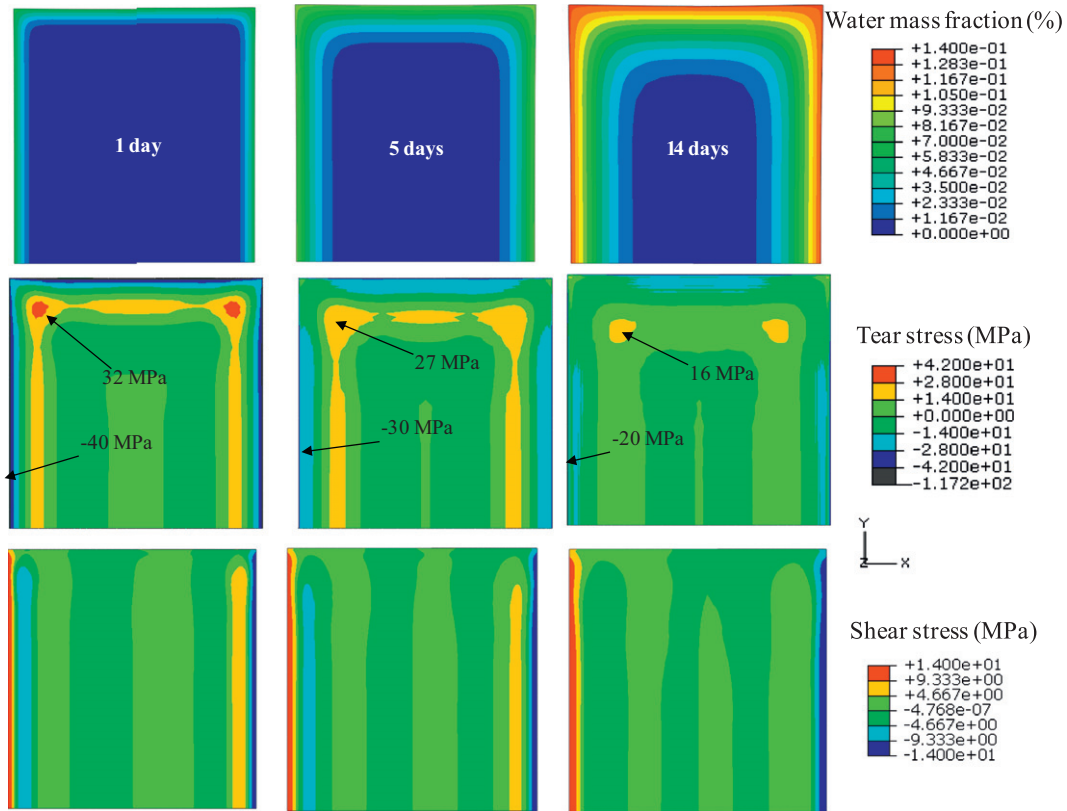 Water mass fraction (%)
+1.400e-01
+1.283e-01
+1.167e-01
+1.050e-01
+9.333e-02
+8.167e-02
+7.000e-02
+5.833e-02
+4.667e-02
+3.500e-02
+2.333e-02
+1.167e-02
+0.000e+00
1 day
5 days
14 days
Tear stress (MPa)
+4.200e+01
+2.800e+01
+1.400e+01
+0.000e+00
-1.400e+01
-2.800e+01
-4.200e+01
-1.172e+02
32 MPa
27 MPa
16 MPa
-40 MPa
-30 MPa
-20 MPa
Y
Z
X
Shear stress (MPa)
+1.400e+01
+9.333e+00
+4.667e+00
-4.768e-07
-4.667e+00
-9.333e+00
-1.400e+01